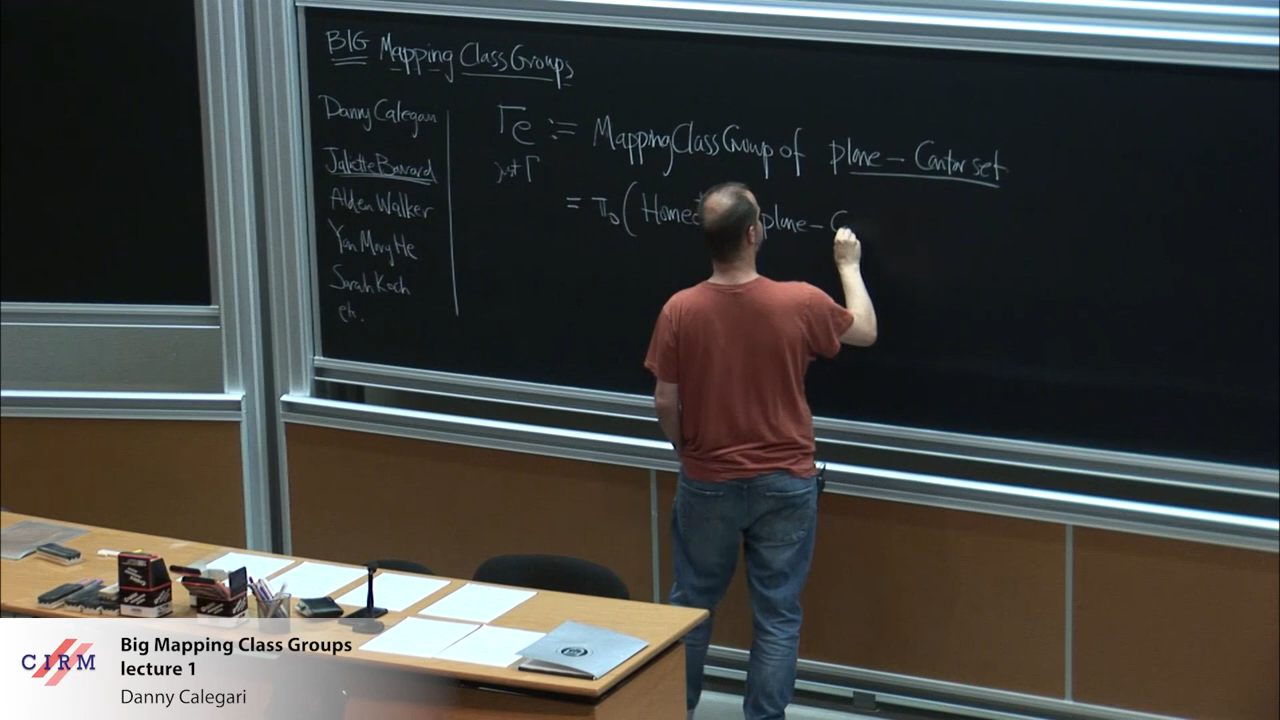 BIG Mapping Class Groups
Danny Calegari
Juliette Bavard
Alden Walker
Yan Mary He
Sarah Koch
etc.
Γe := Mapping Class Group of plane – Cantor set
just Γ
= π₀( Homeo plane – C
CIRM
Big Mapping Class Groups
lecture 1
Danny Calegari